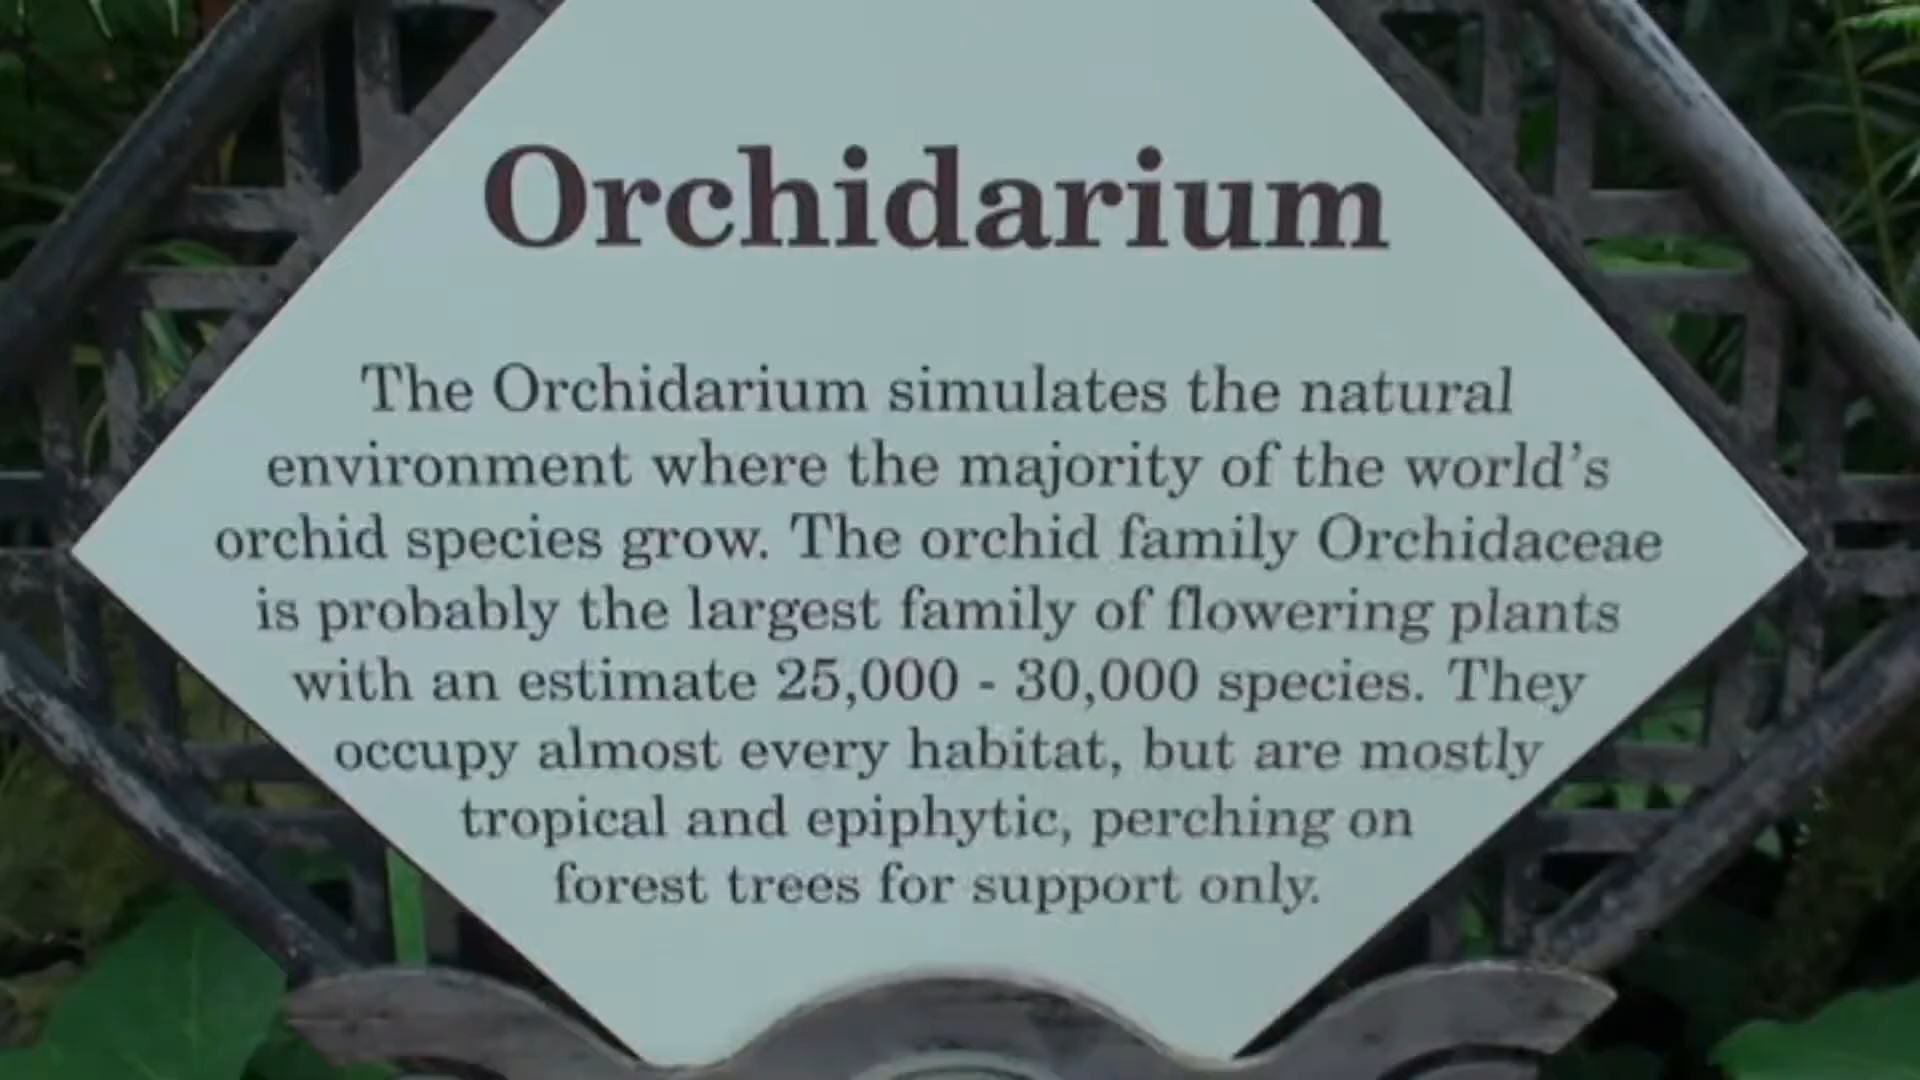 Orchidarium
The Orchidarium simulates the natural
environment where the majority of the world's
orchid species grow. The orchid family Orchidaceae
is probably the largest family of flowering plants
with an estimate 25,000 - 30,000 species. They
occupy almost every habitat, but are mostly
tropical and epiphytic, perching on
forest trees for support only.